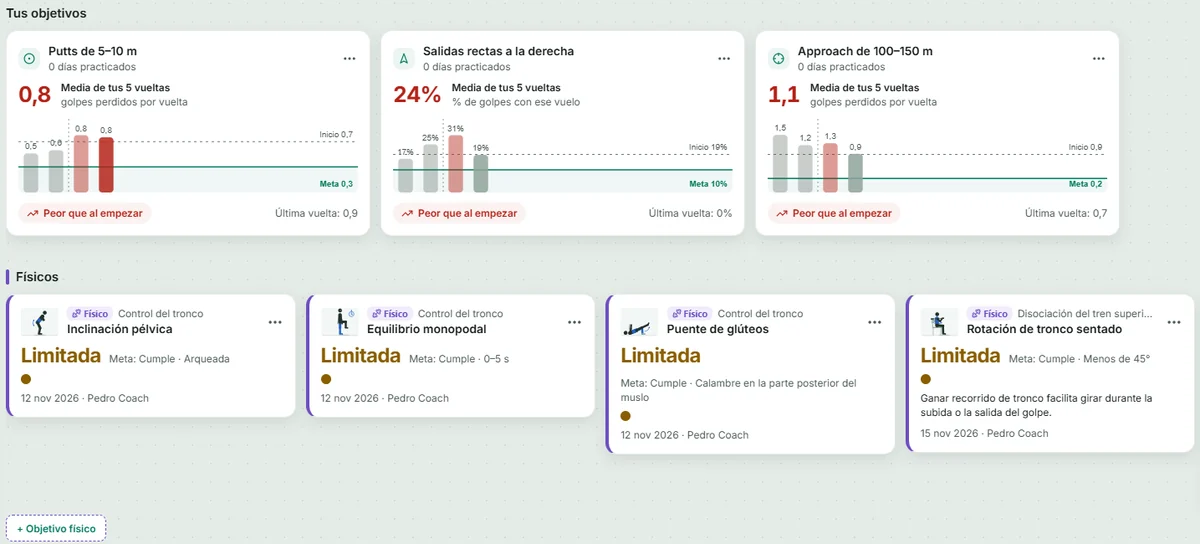 Tus objetivos
Putts de 5–10 m
0 días practicados
0,8
Media de tus 5 vueltas
golpes perdidos por vuelta
0,5
0,6
0,8
0,8
Inicio 0,7
Meta 0,3
Peor que al empezar
Última vuelta: 0,9
Salidas rectas a la derecha
0 días practicados
24%
Media de tus 5 vueltas
% de golpes con ese vuelo
17%
25%
31%
19%
Inicio 19%
Meta 10%
Peor que al empezar
Última vuelta: 0%
Approach de 100–150 m
0 días practicados
1,1
Media de tus 5 vueltas
golpes perdidos por vuelta
1,5
1,2
1,3
0,9
Inicio 0,9
Meta 0,2
Peor que al empezar
Última vuelta: 0,7
Físicos
Físico Control del tronco
Inclinación pélvica
Limitada Meta: Cumple · Arqueada
12 nov 2026 · Pedro Coach
Físico Control del tronco
Equilibrio monopodal
Limitada Meta: Cumple · 0–5 s
12 nov 2026 · Pedro Coach
Físico Control del tronco
Puente de glúteos
Limitada
Meta: Cumple · Calambre en la parte posterior del
muslo
12 nov 2026 · Pedro Coach
Físico Disociación del tren superi...
Rotación de tronco sentado
Limitada Meta: Cumple · Menos de 45°
Ganar recorrido de tronco facilita girar durante la
subida o la salida del golpe.
15 nov 2026 · Pedro Coach
+ Objetivo físico